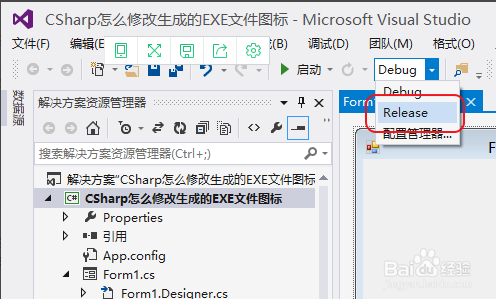 CSharp怎么修改生成的EXE文件图标 - Microsoft Visual Studio
文件(F)
编辑(E)
调试(D)
团队(M)
格式(O)
启动
Debug
Debug
Release
配置管理器...
数据源
解决方案资源管理器
Form1
搜索解决方案资源管理器(Ctrl+;)
解决方案"CSharp怎么修改生成的EXE文件图标
C# CSharp怎么修改生成的EXE文件图标
Properties
引用
App.config
Form1.cs
Form1.Designer.cs
F
Baidu 经验
jingyan.baidu.com